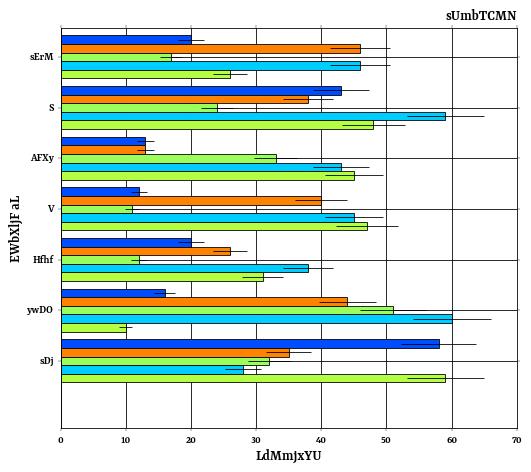 sUmbTCMN
EWbXljF aL
sErM
S
AFXy
V
Hfhf
ywDO
sDj
0 10 20 30 40 50 60 70
LdMmjxYU